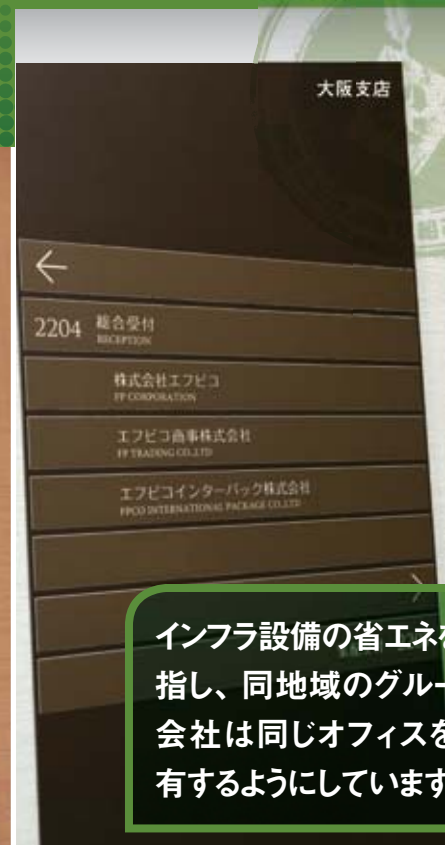 大阪支店
←
2204 総合受付
RECEPTION
株式会社エフピコ
FP CORPORATION
エフピコ商事株式会社
FP TRADING CO.,LTD
エフピコインターパック株式会社
FPCO INTERNATIONAL PACKAGE CO.,LTD
インフラ設備の省エネを
指し、同地域のグルー
会社は同じオフィスを
有するようにしています